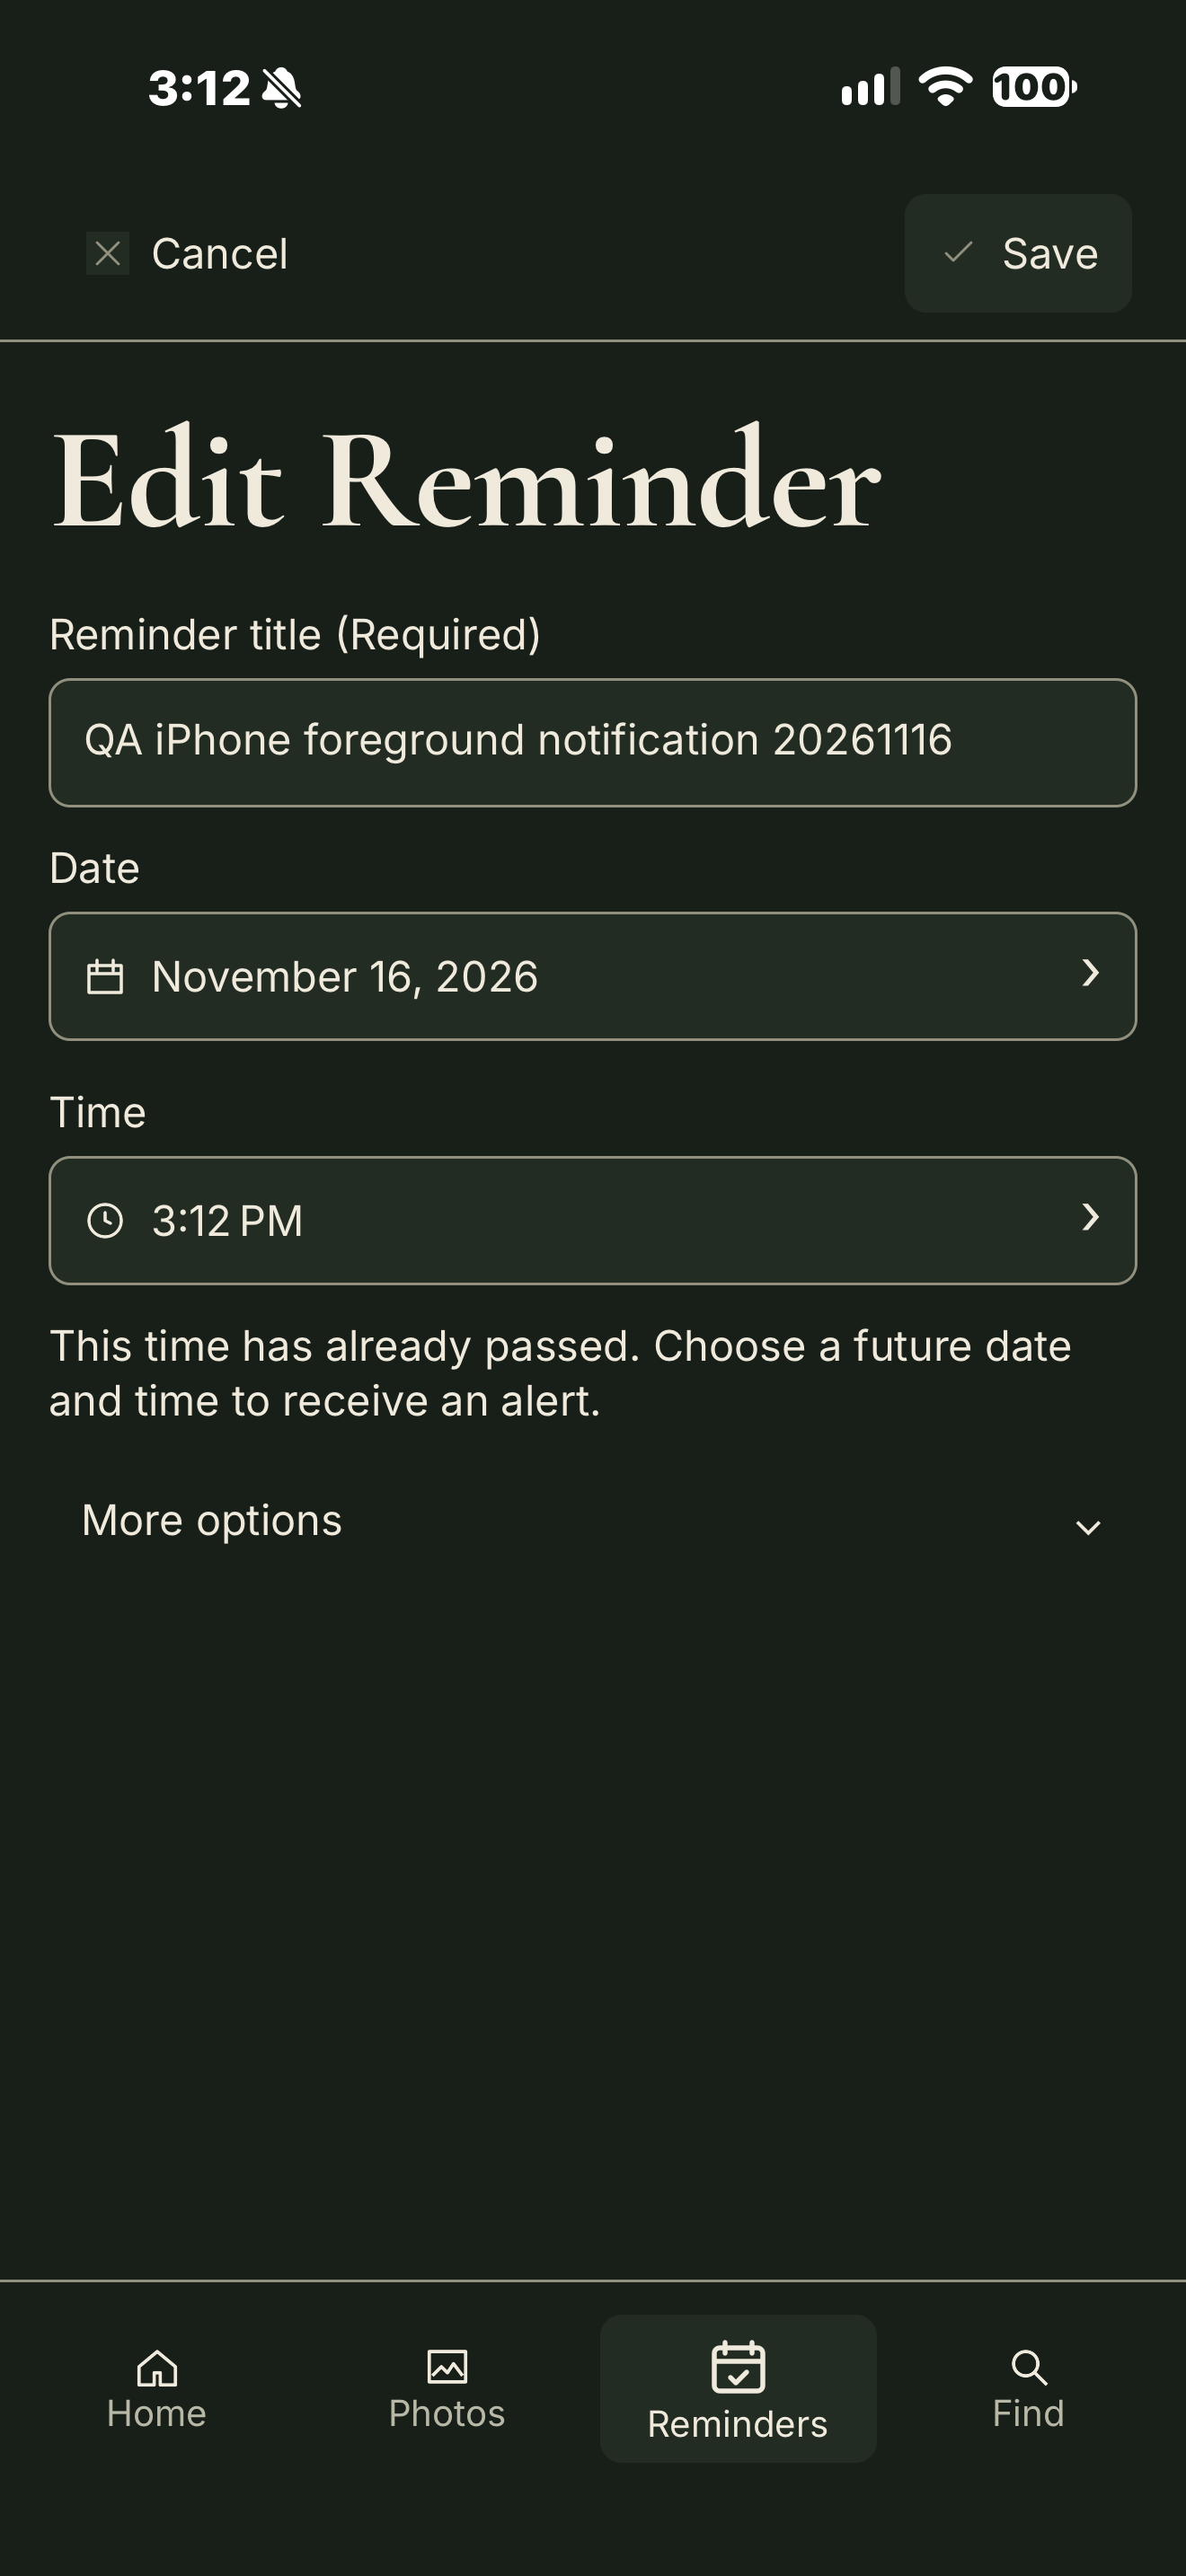 3:12
100
Cancel
Save
Edit Reminder
Reminder title (Required)
QA iPhone foreground notification 20261116
Date
November 16, 2026
Time
3:12 PM
This time has already passed. Choose a future date
and time to receive an alert.
More options
Home
Photos
Reminders
Find